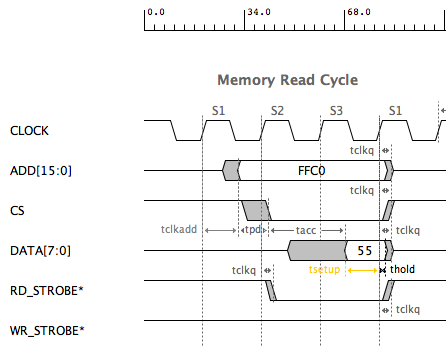 0.0 34.0 68.0
Memory Read Cycle
S1 S2 S3 S1
CLOCK
tclkq
ADD[15:0] FFC0
tclkq
CS
tclkadd tpd tacc tclkq
DATA[7:0] 55
tclkq tsetup thold
RD_STROBE*
tclkq
WR_STROBE*